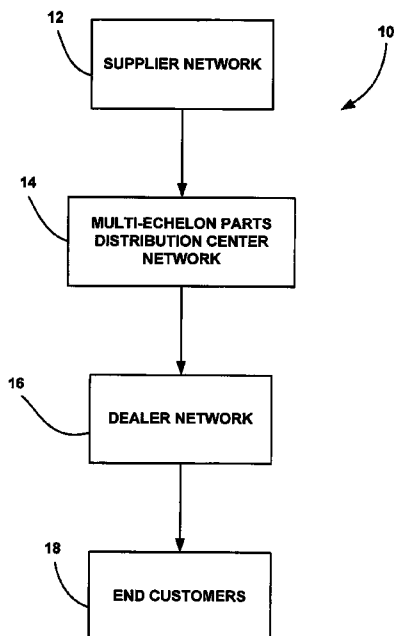 12
SUPPLIER NETWORK
10
14
MULTI-ECHELON PARTS
DISTRIBUTION CENTER
NETWORK
16
DEALER NETWORK
18
END CUSTOMERS